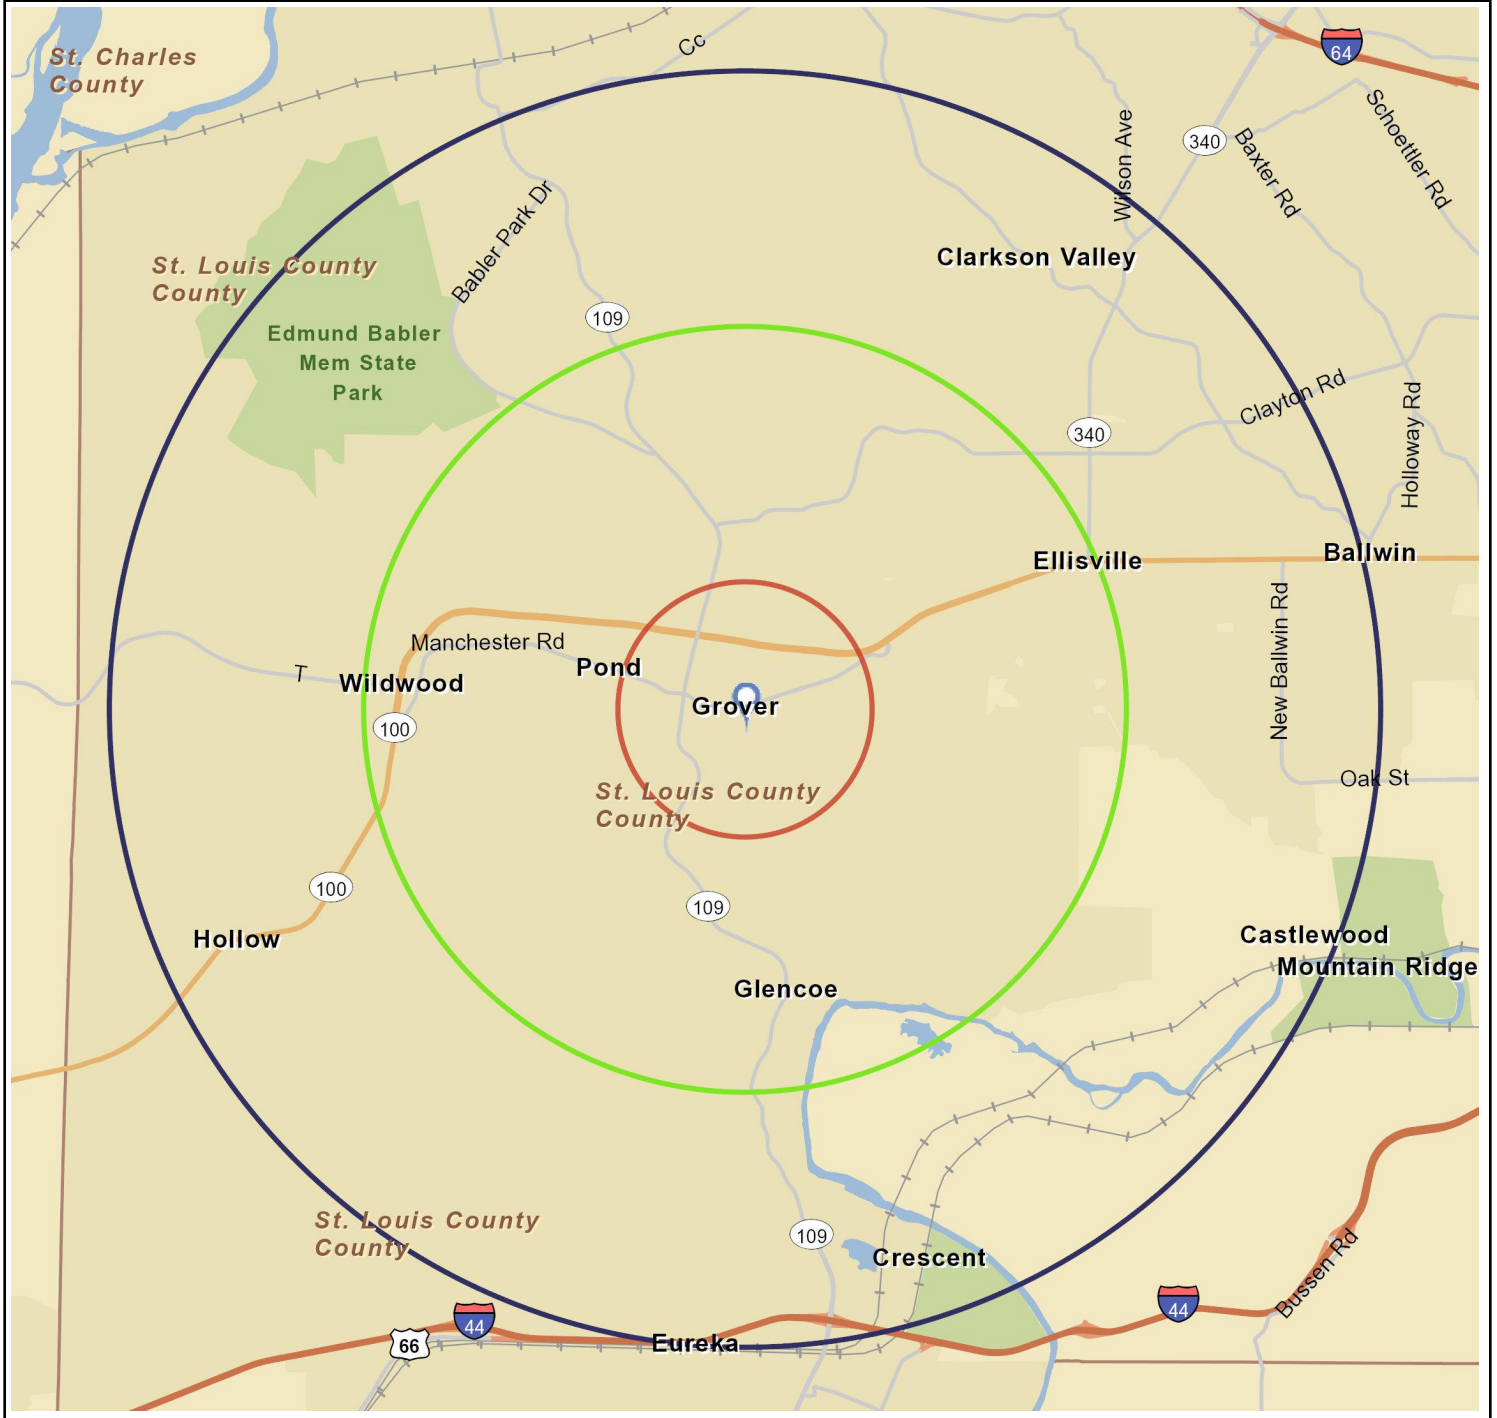 Cc
St. Charles
County
64
Schoettler Rd
Wilson Ave
340
Baxter Rd
Babler Park Dr
Clarkson Valley
St. Louis County
County
109
Edmund Babler
Mem State
Park
Clayton Rd
Holloway Rd
340
Ellisville
Ballwin
New Ballwin Rd
Manchester Rd
Pond
T
Wildwood
Grover
100
Oak St
St. Louis County
County
100
109
Hollow
Castlewood
Mountain Ridge
Glencoe
St. Louis County
County
109
Crescent
Bussen Rd
44
44
66
Eureka